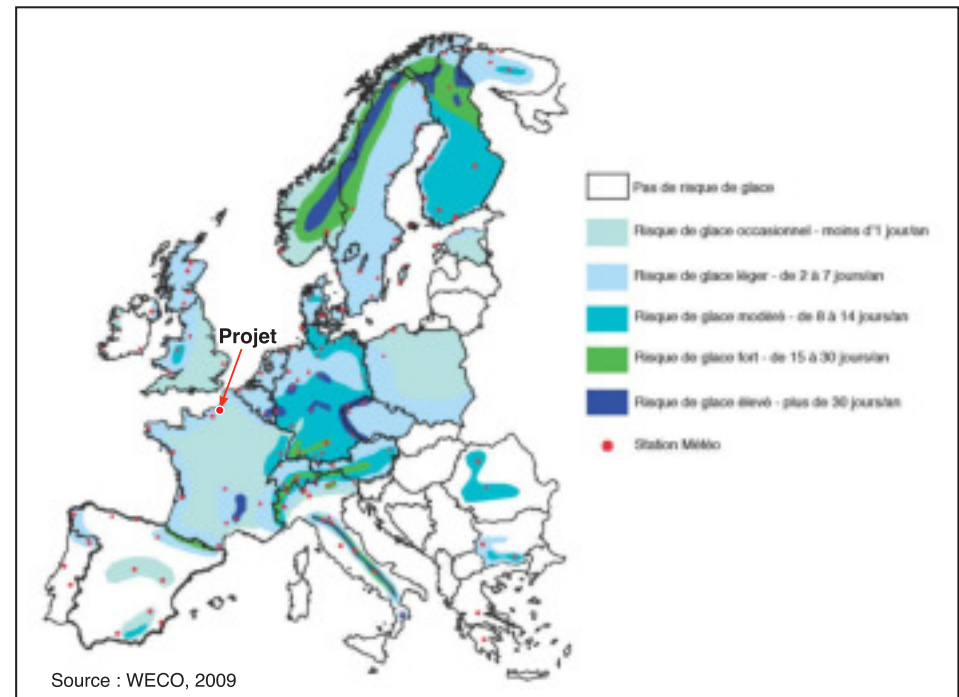 Projet
Pas de risque de glace
Risque de glace occasionnel - moins d'1 jour/an
Risque de glace léger - de 2 à 7 jours/an
Risque de glace modéré - de 8 à 14 jours/an
Risque de glace fort - de 15 à 30 jours/an
Risque de glace élevé - plus de 30 jours/an
Station Météo
Source : WECO, 2009